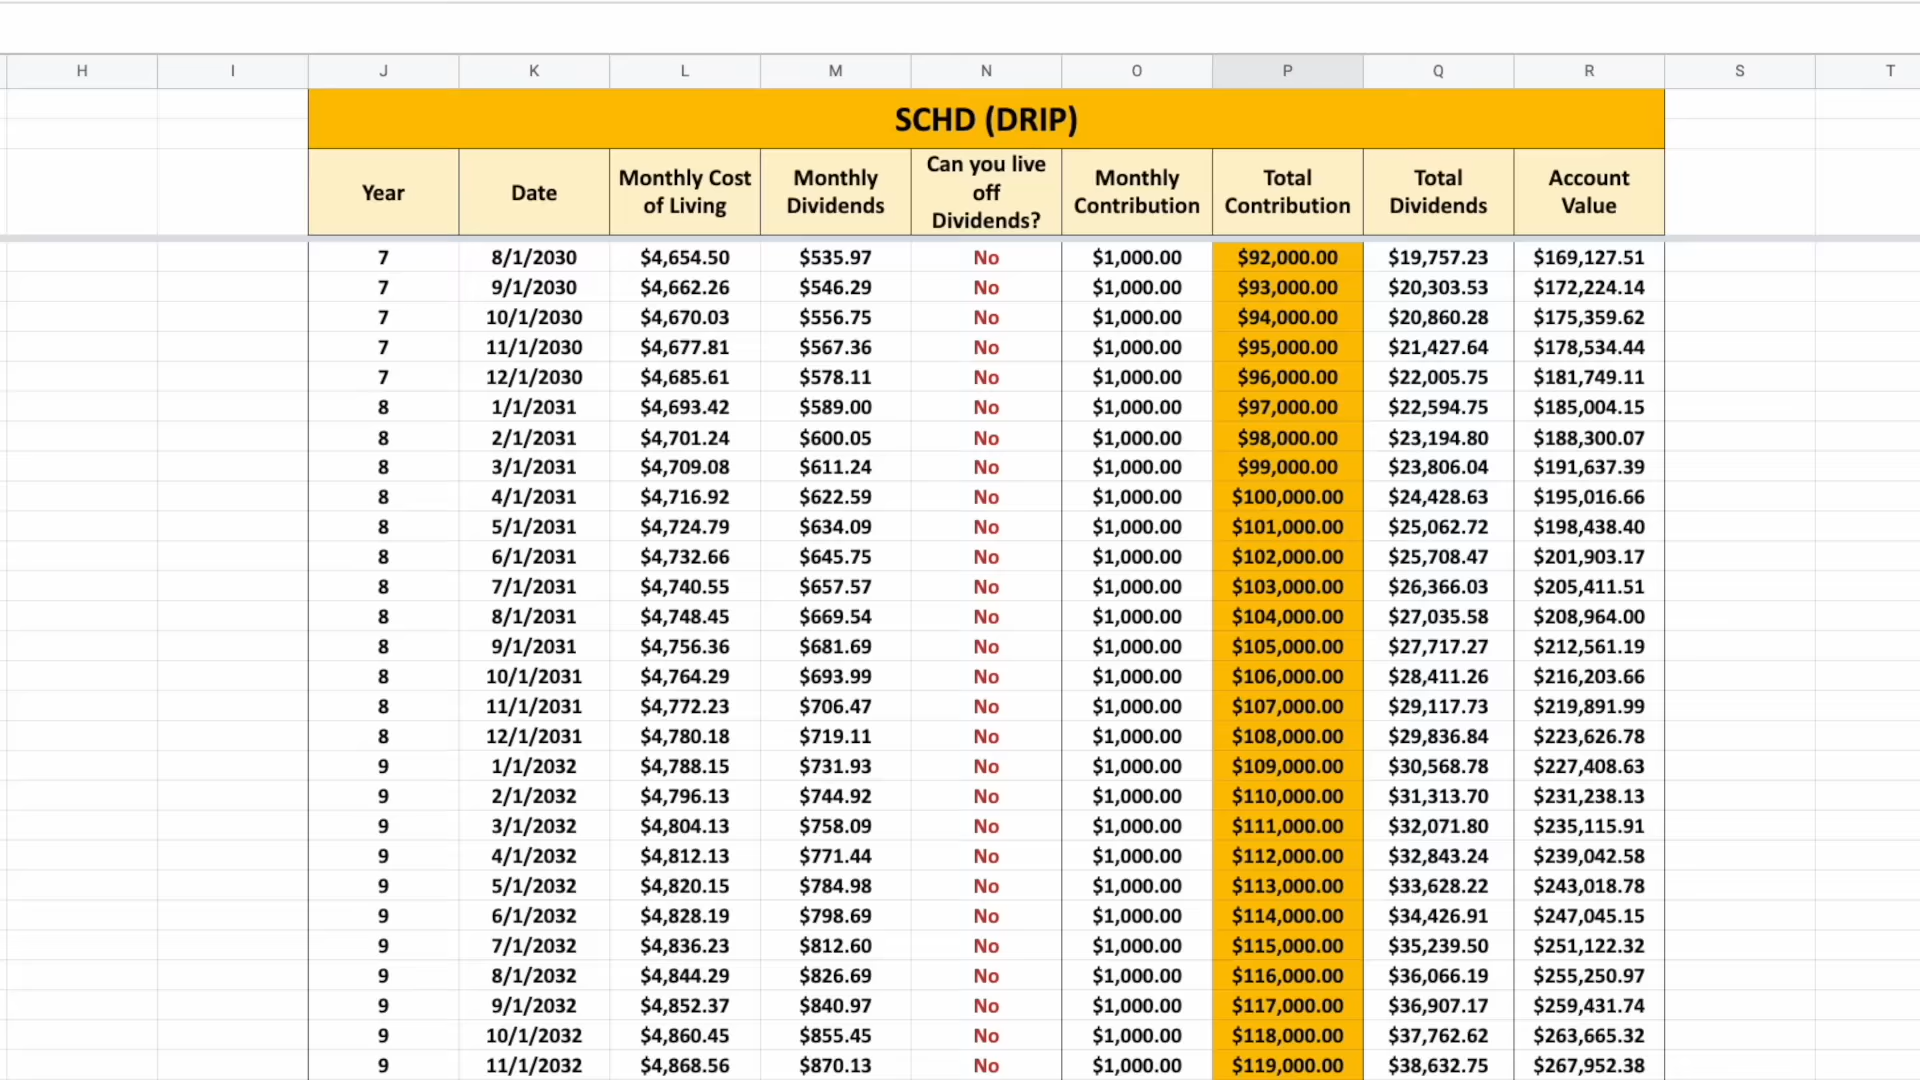 H I J K L M N O P Q R S T
SCHD (DRIP)
Year Date Monthly Cost of Living Monthly Dividends Can you live off Dividends? Monthly Contribution Total Contribution Total Dividends Account Value
7 8/1/2030 $4,654.50 $535.97 No $1,000.00 $92,000.00 $19,757.23 $169,127.51
7 9/1/2030 $4,662.26 $546.29 No $1,000.00 $93,000.00 $20,303.53 $172,224.14
7 10/1/2030 $4,670.03 $556.75 No $1,000.00 $94,000.00 $20,860.28 $175,359.62
7 11/1/2030 $4,677.81 $567.36 No $1,000.00 $95,000.00 $21,427.64 $178,534.44
7 12/1/2030 $4,685.61 $578.11 No $1,000.00 $96,000.00 $22,005.75 $181,749.11
8 1/1/2031 $4,693.42 $589.00 No $1,000.00 $97,000.00 $22,594.75 $185,004.15
8 2/1/2031 $4,701.24 $600.05 No $1,000.00 $98,000.00 $23,194.80 $188,300.07
8 3/1/2031 $4,709.08 $611.24 No $1,000.00 $99,000.00 $23,806.04 $191,637.39
8 4/1/2031 $4,716.92 $622.59 No $1,000.00 $100,000.00 $24,428.63 $195,016.66
8 5/1/2031 $4,724.79 $634.09 No $1,000.00 $101,000.00 $25,062.72 $198,438.40
8 6/1/2031 $4,732.66 $645.75 No $1,000.00 $102,000.00 $25,708.47 $201,903.17
8 7/1/2031 $4,740.55 $657.57 No $1,000.00 $103,000.00 $26,366.03 $205,411.51
8 8/1/2031 $4,748.45 $669.54 No $1,000.00 $104,000.00 $27,035.58 $208,964.00
8 9/1/2031 $4,756.36 $681.69 No $1,000.00 $105,000.00 $27,717.27 $212,561.19
8 10/1/2031 $4,764.29 $693.99 No $1,000.00 $106,000.00 $28,411.26 $216,203.66
8 11/1/2031 $4,772.23 $706.47 No $1,000.00 $107,000.00 $29,117.73 $219,891.99
8 12/1/2031 $4,780.18 $719.11 No $1,000.00 $108,000.00 $29,836.84 $223,626.78
9 1/1/2032 $4,788.15 $731.93 No $1,000.00 $109,000.00 $30,568.78 $227,408.63
9 2/1/2032 $4,796.13 $744.92 No $1,000.00 $110,000.00 $31,313.70 $231,238.13
9 3/1/2032 $4,804.13 $758.09 No $1,000.00 $111,000.00 $32,071.80 $235,115.91
9 4/1/2032 $4,812.13 $771.44 No $1,000.00 $112,000.00 $32,843.24 $239,042.58
9 5/1/2032 $4,820.15 $784.98 No $1,000.00 $113,000.00 $33,628.22 $243,018.78
9 6/1/2032 $4,828.19 $798.69 No $1,000.00 $114,000.00 $34,426.91 $247,045.15
9 7/1/2032 $4,836.23 $812.60 No $1,000.00 $115,000.00 $35,239.50 $251,122.32
9 8/1/2032 $4,844.29 $826.69 No $1,000.00 $116,000.00 $36,066.19 $255,250.97
9 9/1/2032 $4,852.37 $840.97 No $1,000.00 $117,000.00 $36,907.17 $259,431.74
9 10/1/2032 $4,860.45 $855.45 No $1,000.00 $118,000.00 $37,762.62 $263,665.32
9 11/1/2032 $4,868.56 $870.13 No $1,000.00 $119,000.00 $38,632.75 $267,952.38